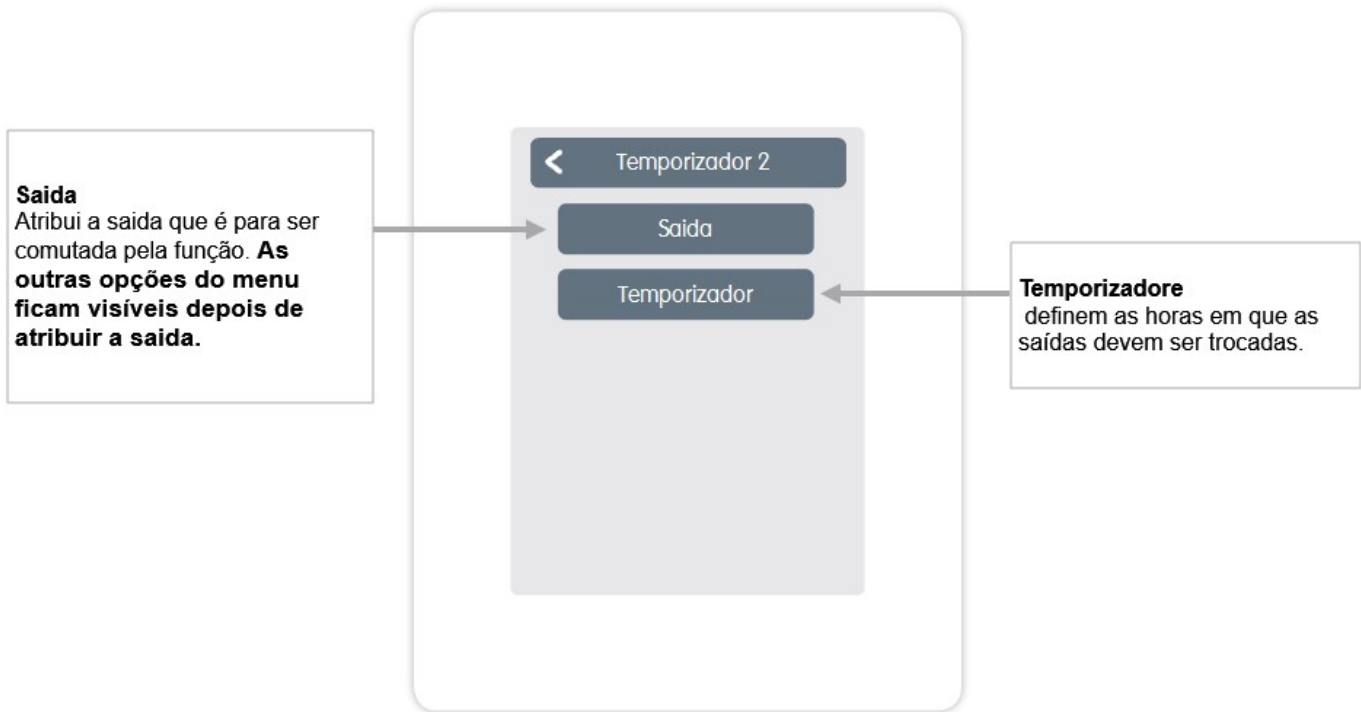 Saida
Atribui a saida que é para ser
comutada pela função. As
outras opções do menu
ficam visíveis depois de
atribuir a saida.
Temporizador 2
Saida
Temporizador
Temporizadore
definem as horas em que as
saídas devem ser trocadas.